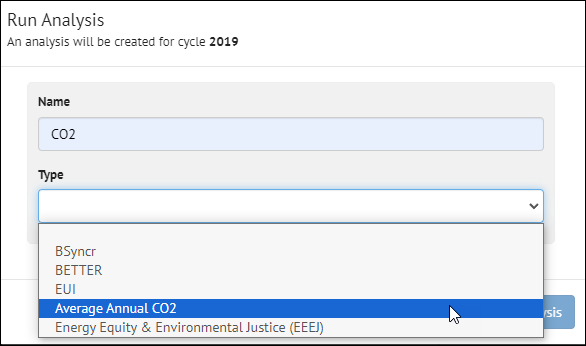 Run Analysis
An analysis will be created for cycle 2019
Name
CO2
Type
BSyncr
BETTER
EUI
Average Annual CO2
Energy Equity & Environmental Justice (EEEJ)